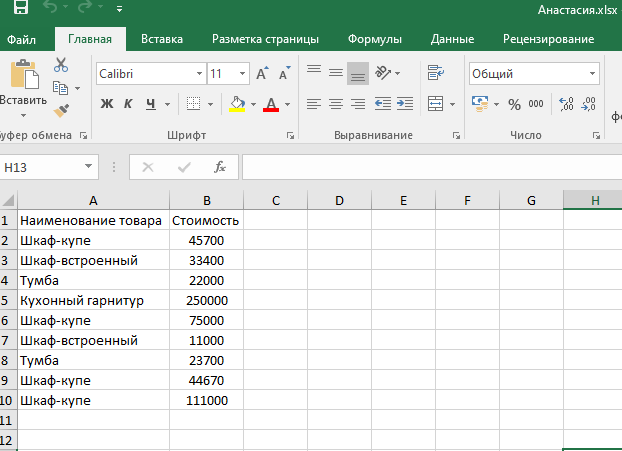 Анастасия.xlsx
Файл Главная Вставка Разметка страницы Формулы Данные Рецензирование
Calibri 11 Общий
Вставить
Ж К Ч А % 000 ,00
буфер обмена Шрифт Выравнивание Число
H13 fx
A B C D E F G H
1 Наименование товара Стоимость
2 Шкаф-купе 45700
3 Шкаф-встроенный 33400
4 Тумба 22000
5 Кухонный гарнитур 250000
6 Шкаф-купе 75000
7 Шкаф-встроенный 11000
8 Тумба 23700
9 Шкаф-купе 44670
10 Шкаф-купе 111000
11
12